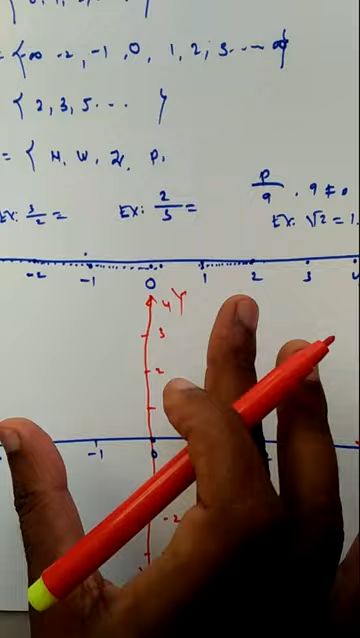 = { -∞ -2, -1, 0, 1, 2, 3 ... ∞ }
{ 2, 3, 5 ... }
= { N, W, Z, P,
P/q, q ≠ 0
EX: 3/2 =
EX: 2/3 =
EX: √2 = 1.
-2 -1 0 1 2 3 4
4 Y
3
2
-1 0
-2